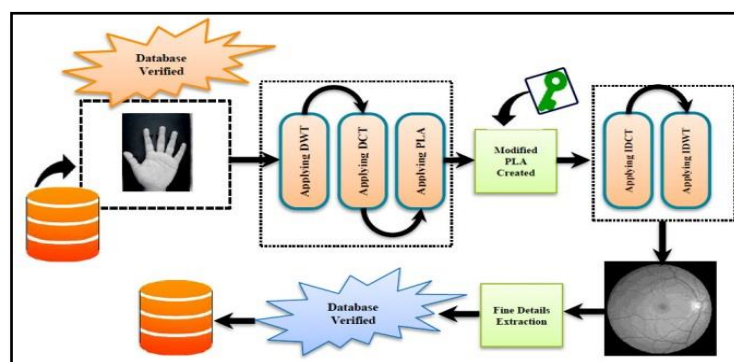 Database
Verified
Applying DWT
Applying DCT
Applying PLA
Modified
PLA
Created
Applying IDCT
Applying IDWT
Fine Details
Extraction
Database
Verified